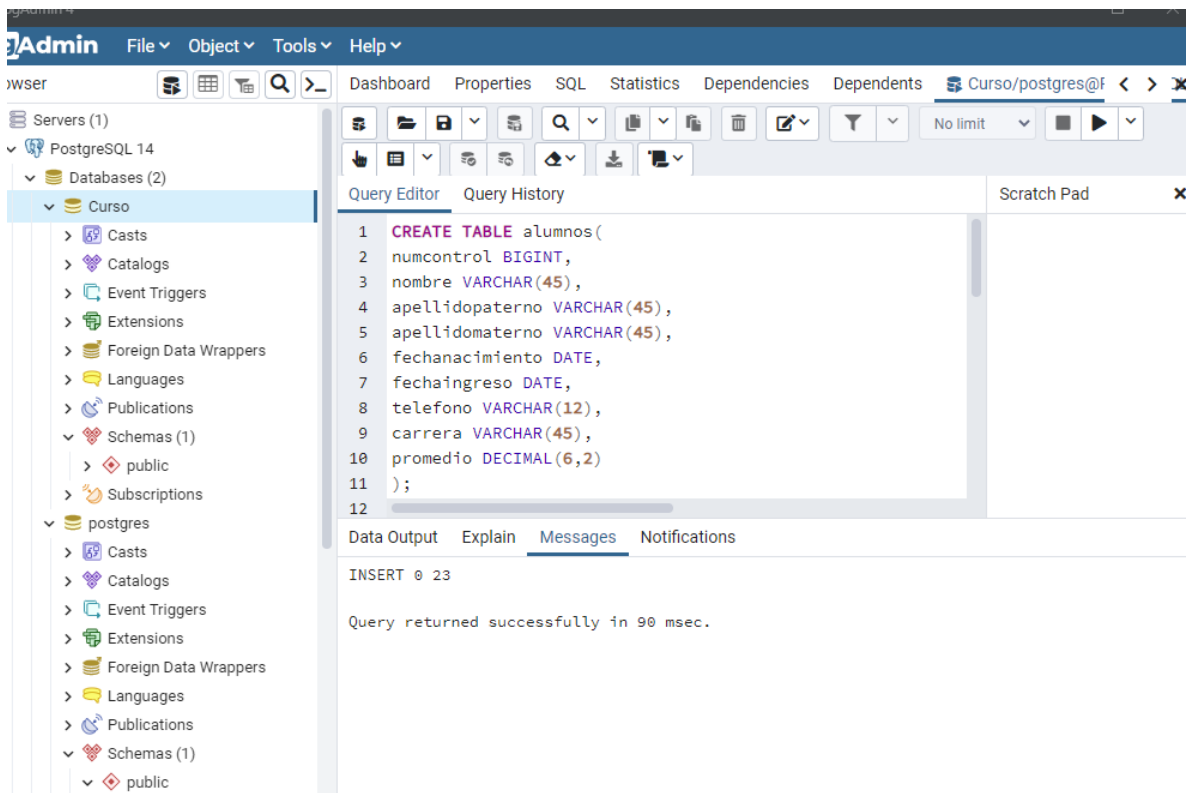 pgAdmin 4
Admin File Object Tools Help
Dashboard Properties SQL Statistics Dependencies Dependents Curso/postgres@
Servers (1)
PostgreSQL 14
Databases (2)
Curso
Casts
Catalogs
Event Triggers
Extensions
Foreign Data Wrappers
Languages
Publications
Schemas (1)
public
Subscriptions
postgres
Casts
Catalogs
Event Triggers
Extensions
Foreign Data Wrappers
Languages
Publications
Schemas (1)
public
No limit
Query Editor Query History
Scratch Pad
1 CREATE TABLE alumnos(
2 numcontrol BIGINT,
3 nombre VARCHAR(45),
4 apellidopaterno VARCHAR(45),
5 apellidomaterno VARCHAR(45),
6 fechanacimiento DATE,
7 fechaingreso DATE,
8 telefono VARCHAR(12),
9 carrera VARCHAR(45),
10 promedio DECIMAL(6,2)
11 );
12
Data Output Explain Messages Notifications
INSERT 0 23
Query returned successfully in 90 msec.